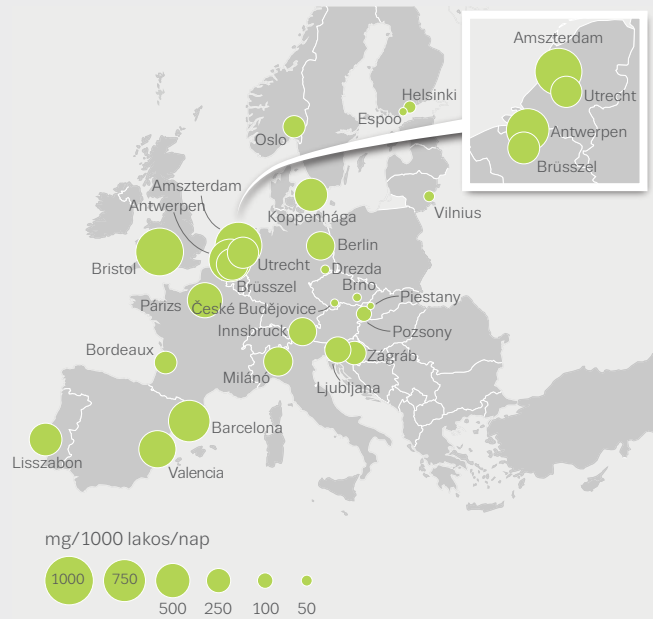 Amszterdam
Utrecht
Antwerpen
Brüsszel
Helsinki
Espoo
Oslo
Amszterdam
Antwerpen
Koppenhága
Vilnius
Berlin
Bristol
Utrecht
Drezda
Brüsszel
Brno
Piestany
Párizs
České Budějovice
Innsbruck
Pozsony
Bordeaux
Zágráb
Milánó
Ljubljana
Barcelona
Lisszabon
Valencia
mg/1000 lakos/nap
1000 750 500 250 100 50